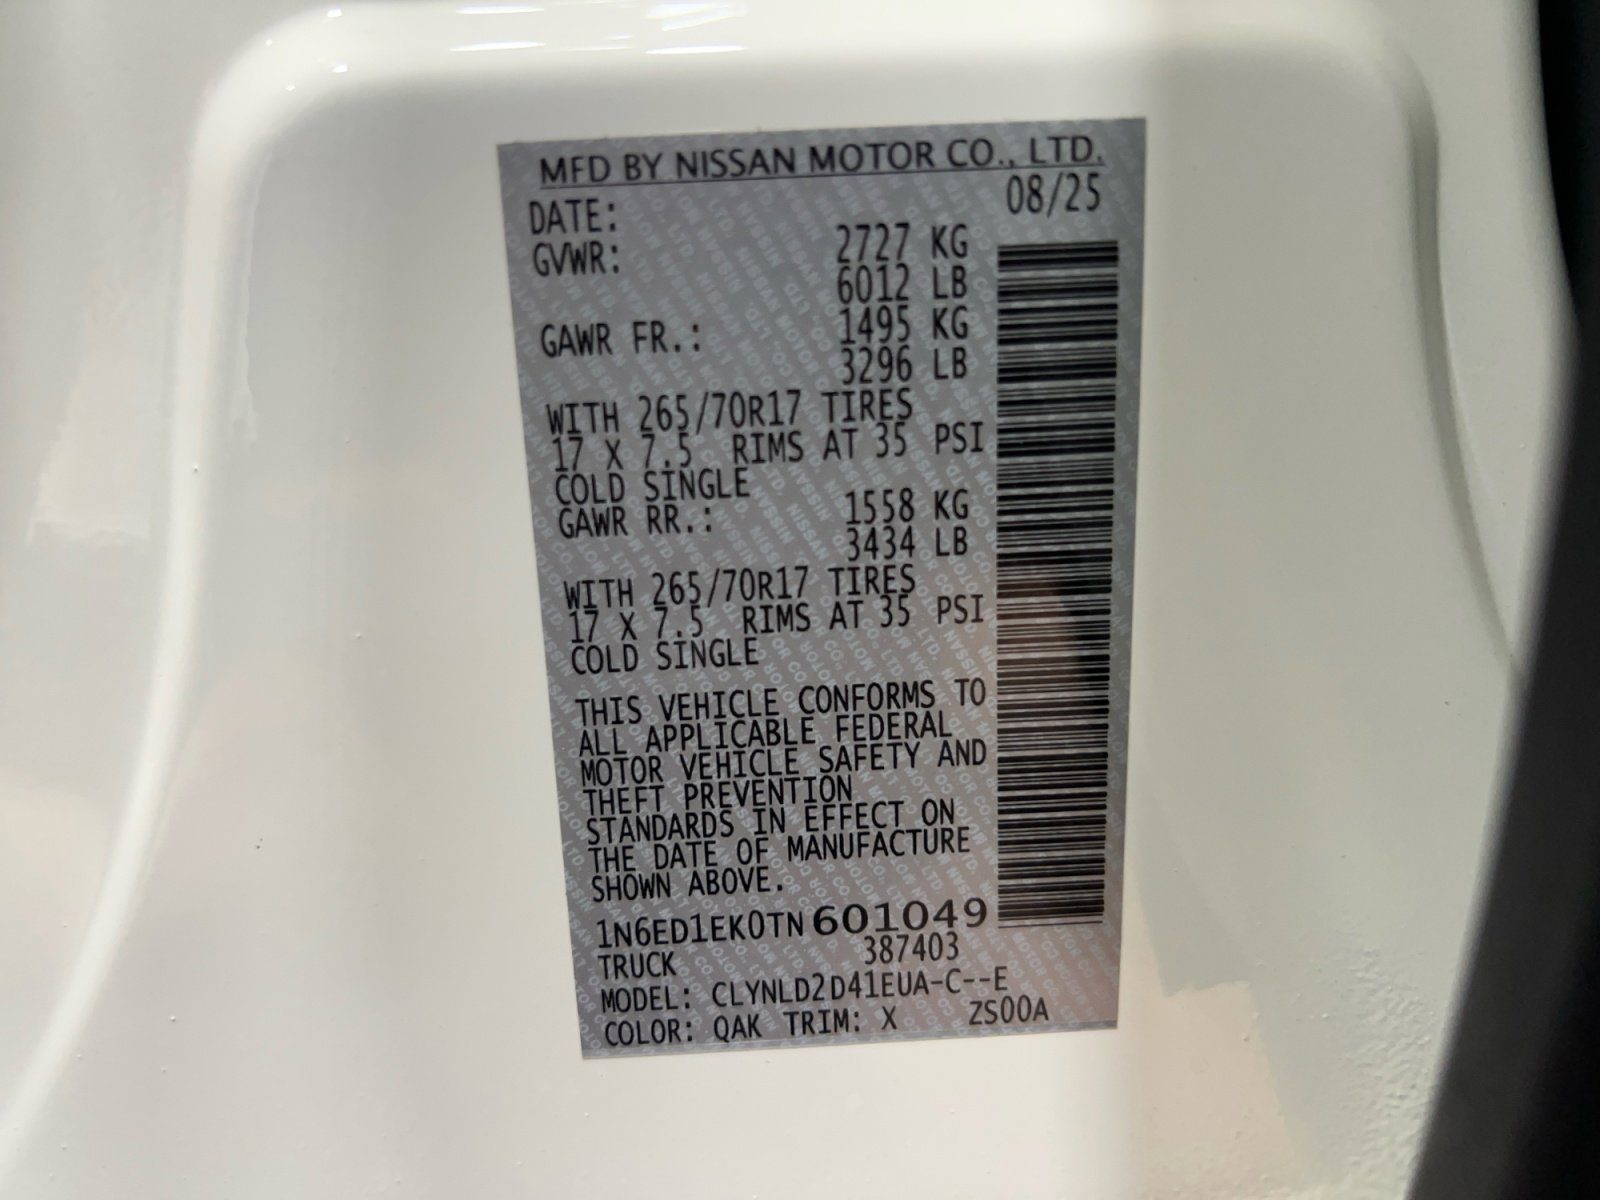 MFD BY NISSAN MOTOR CO., LTD.
DATE: 08/25
GVWR: 2727 KG
6012 LB
GAWR FR.: 1495 KG
3296 LB
WITH 265/70R17 TIRES
17 X 7.5 RIMS AT 35 PSI
COLD SINGLE
GAWR RR.: 1558 KG
3434 LB
WITH 265/70R17 TIRES
17 X 7.5 RIMS AT 35 PSI
COLD SINGLE
THIS VEHICLE CONFORMS TO
ALL APPLICABLE FEDERAL
MOTOR VEHICLE SAFETY AND
THEFT PREVENTION
STANDARDS IN EFFECT ON
THE DATE OF MANUFACTURE
SHOWN ABOVE.
1N6ED1EK0TN601049
TRUCK 387403
MODEL: CLYNLD2D41EUA-C--E
COLOR: QAK TRIM: X ZS00A